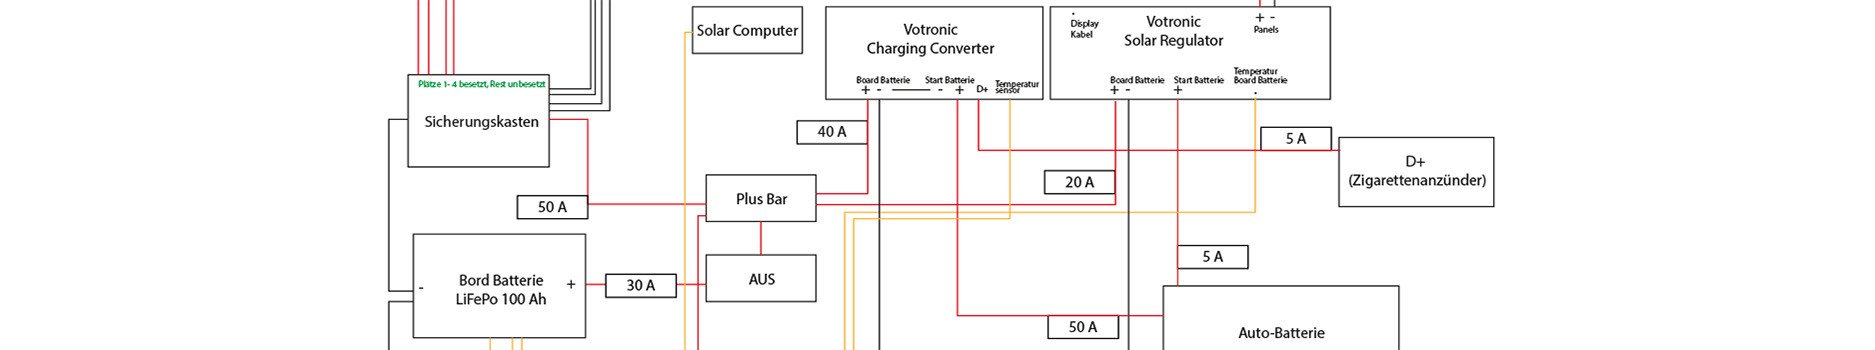 Solar Computer
Votronic
Charging Converter
Board Batterie
Start Batterie
+ - - + D+ Temperatur
sensor
Display
Kabel
Votronic
Solar Regulator
+ -
Panels
Board Batterie
Start Batterie
Temperatur
Board Batterie
+ - +
Plätze 1- 4 besetzt, Rest unbesetzt
Sicherungskasten
40 A
5 A
D+
(Zigarettenanzünder)
20 A
50 A
Plus Bar
5 A
Bord Batterie
LiFePo 100 Ah
- +
30 A
AUS
50 A
Auto-Batterie